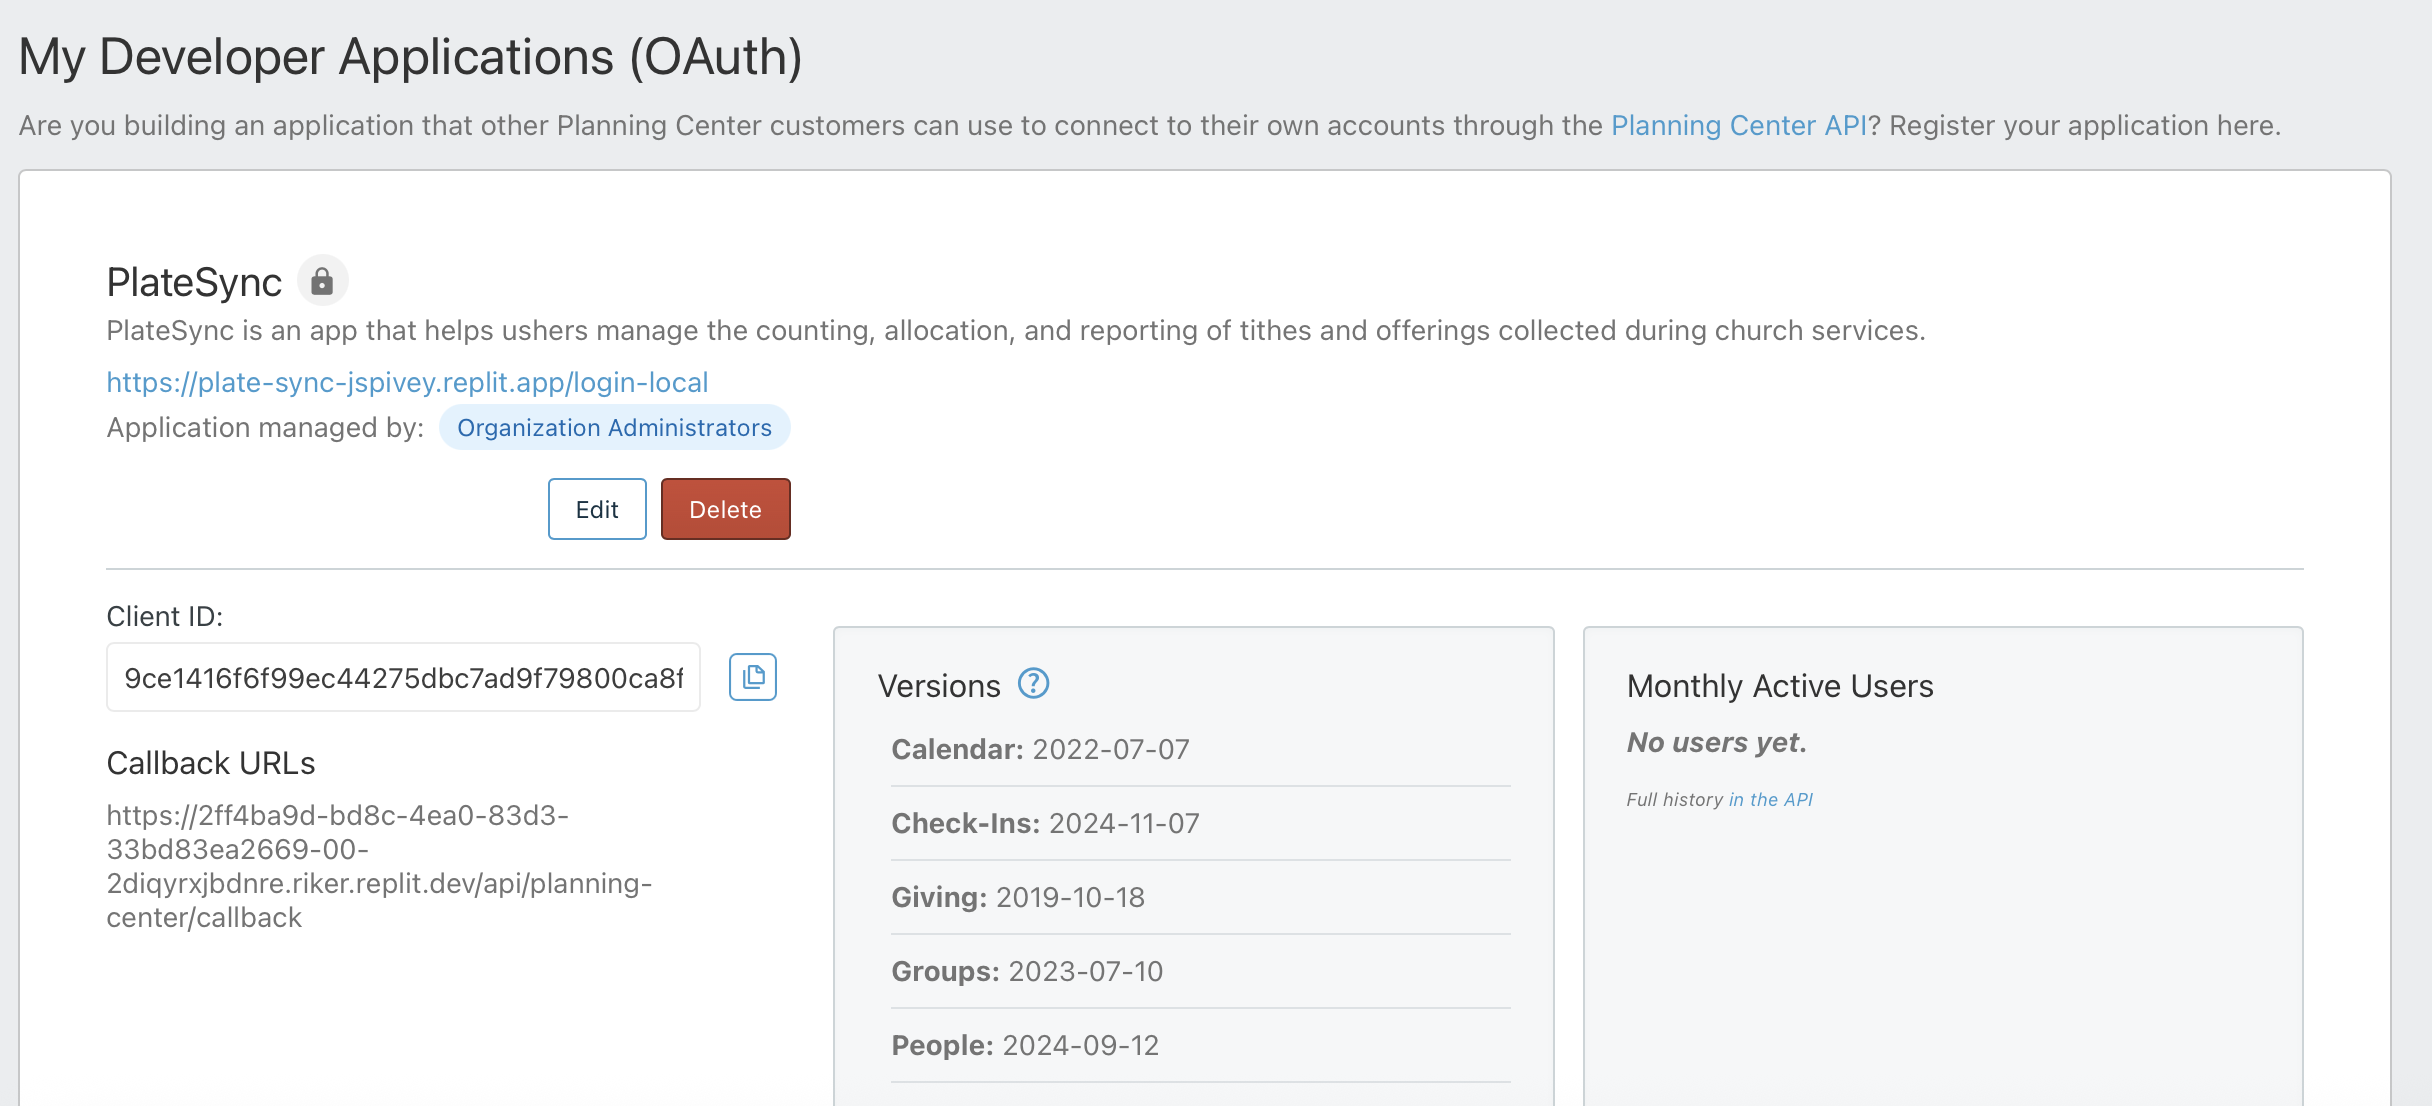 My Developer Applications (OAuth)
Are you building an application that other Planning Center customers can use to connect to their own accounts through the Planning Center API? Register your application here.
PlateSync
PlateSync is an app that helps ushers manage the counting, allocation, and reporting of tithes and offerings collected during church services.
https://plate-sync-jspivey.replit.app/login-local
Application managed by: Organization Administrators
Edit Delete
Client ID:
9ce1416f6f99ec44275dbc7ad9f79800ca8f
Callback URLs
https://2ff4ba9d-bd8c-4ea0-83d3-
33bd83ea2669-00-
2diqyrxjbdnre.riker.replit.dev/api/planning-
center/callback
Versions ?
Calendar: 2022-07-07
Check-Ins: 2024-11-07
Giving: 2019-10-18
Groups: 2023-07-10
People: 2024-09-12
Monthly Active Users
No users yet.
Full history in the API